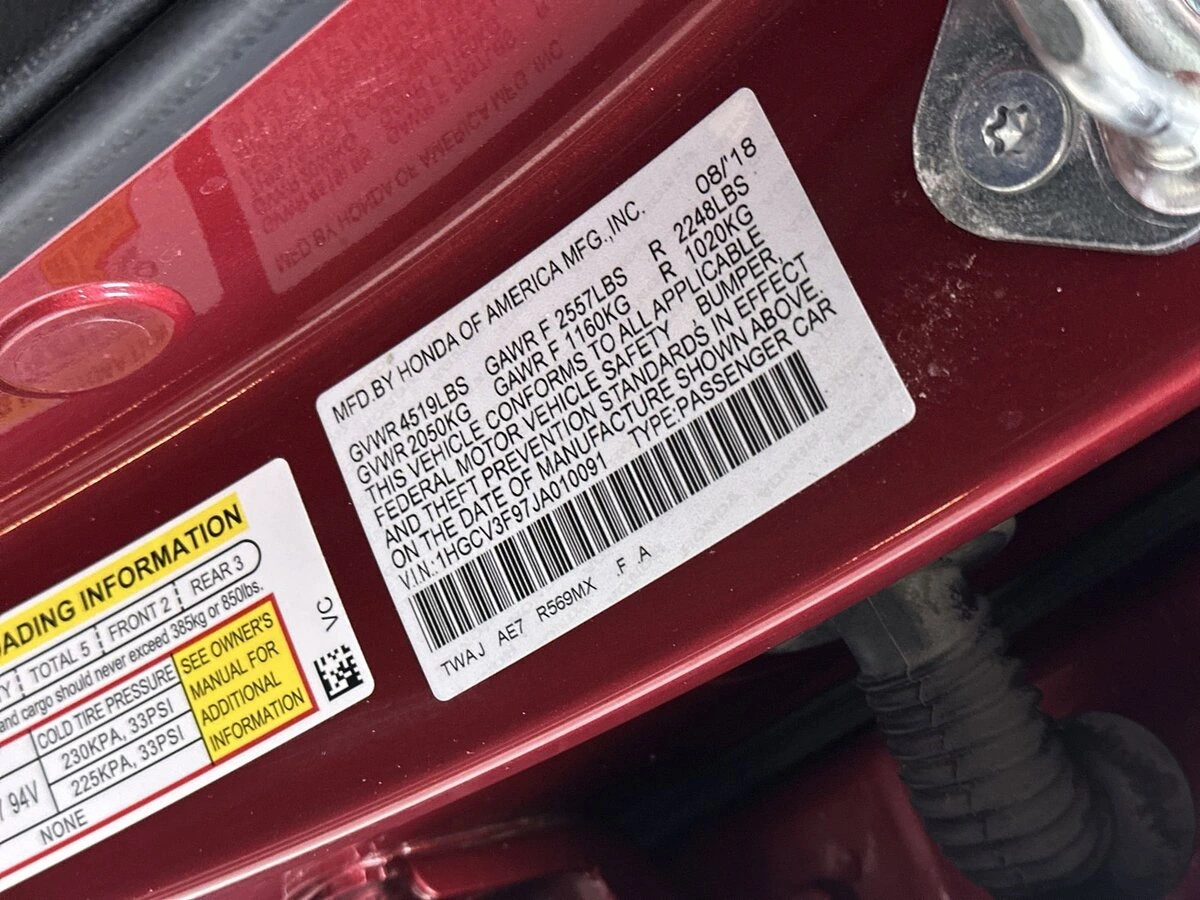 MFD.BY HONDA OF AMERICA MFG.,INC. 08/'18
GVWR 4519LBS GAWR F 2557LBS R 2248LBS
GVWR 2050KG GAWR F 1160KG R 1020KG
THIS VEHICLE CONFORMS TO ALL APPLICABLE
FEDERAL MOTOR VEHICLE SAFETY ,BUMPER,
AND THEFT PREVENTION STANDARDS IN EFFECT
ON THE DATE OF MANUFACTURE SHOWN ABOVE.
V.I.N.:1HGCV3F97JA010091 TYPE:PASSENGER CAR
TWAJ AE7 R569MX .F .A
ADING INFORMATION
TOTAL 5 FRONT 2 REAR 3
and cargo should never exceed 385kg or 850lbs.
COLD TIRE PRESSURE
230KPA, 33PSI
94V 225KPA, 33PSI
NONE
SEE OWNER'S
MANUAL FOR
ADDITIONAL
INFORMATION
VC